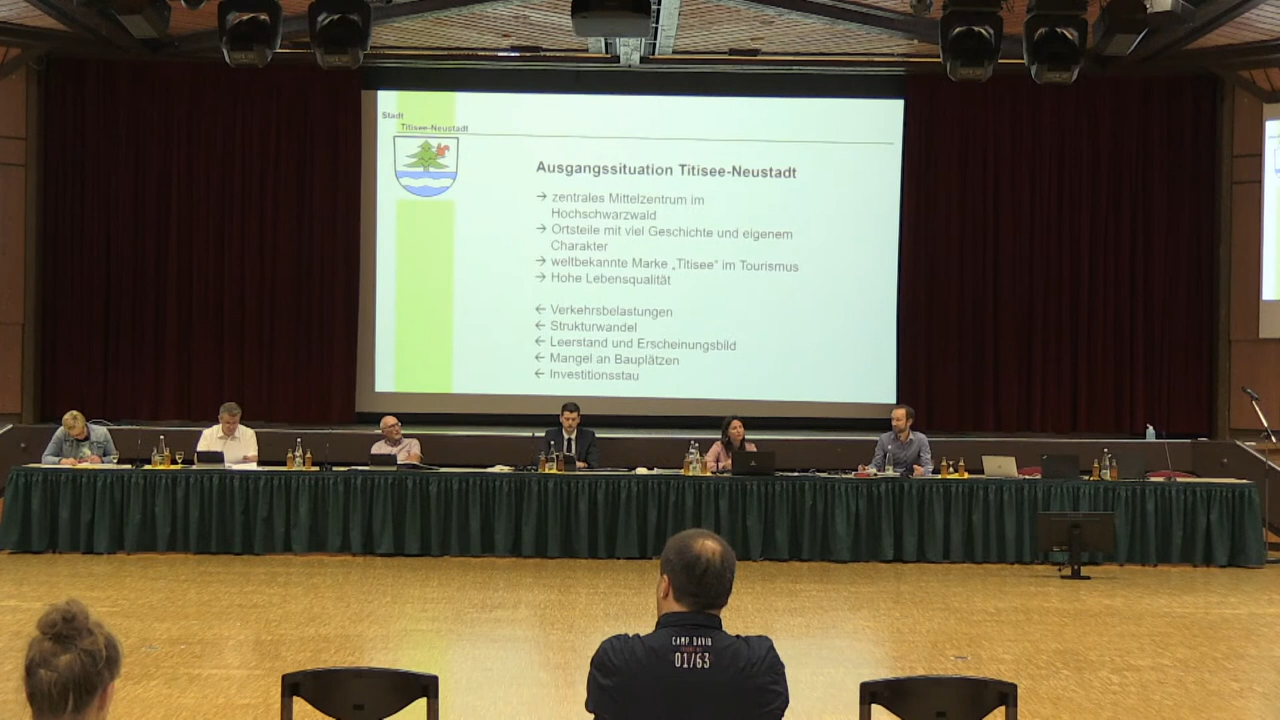 Stadt
Titisee-Neustadt
Ausgangssituation Titisee-Neustadt
→ zentrales Mittelzentrum im
Hochschwarzwald
→ Ortsteile mit viel Geschichte und eigenem
Charakter
→ weltbekannte Marke „Titisee“ im Tourismus
→ Hohe Lebensqualität
← Verkehrsbelastungen
← Strukturwandel
← Leerstand und Erscheinungsbild
← Mangel an Bauplätzen
← Investitionsstau
CAMP DAVID
01/63